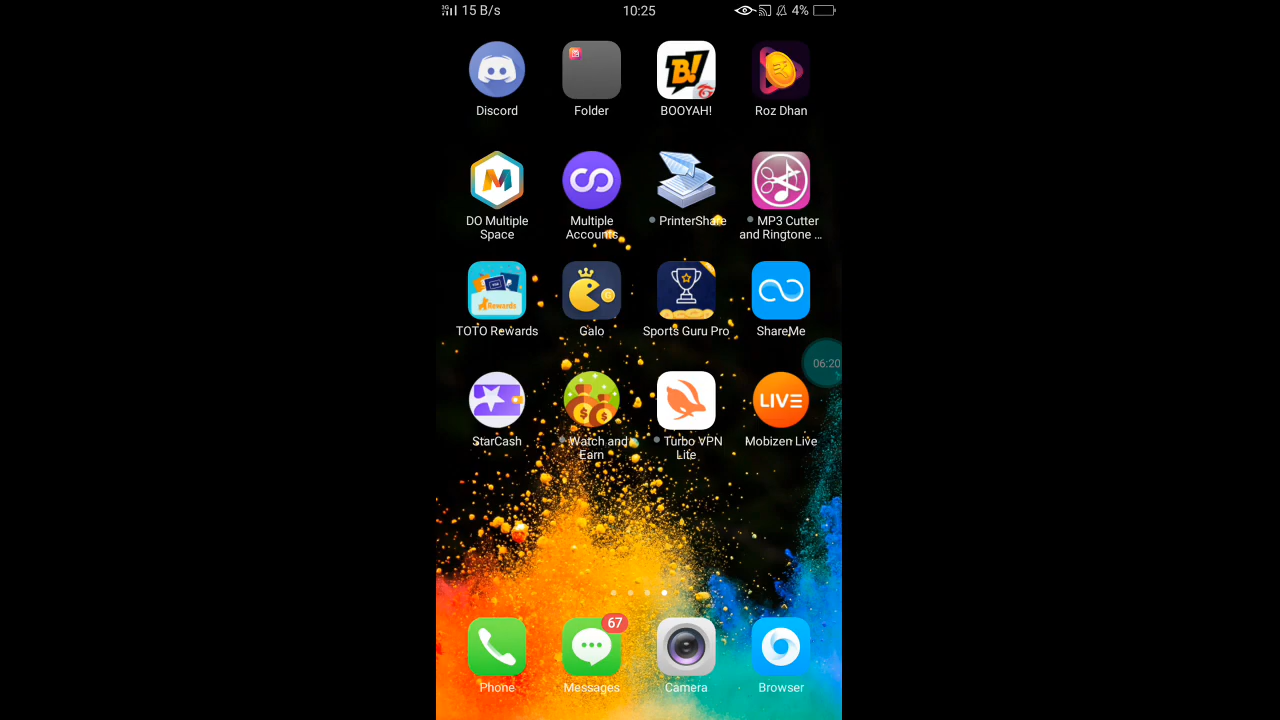 3G 15 B/s 10:25 4%
Discord Folder BOOYAH! Roz Dhan
DO Multiple Space
Multiple Accounts
PrinterShare
MP3 Cutter and Ringtone ...
TOTO Rewards Galo Sports Guru Pro ShareMe
06:20
StarCash
Watch and Earn
Turbo VPN Lite
LIVE
Mobizen Live
67
Phone Messages Camera Browser